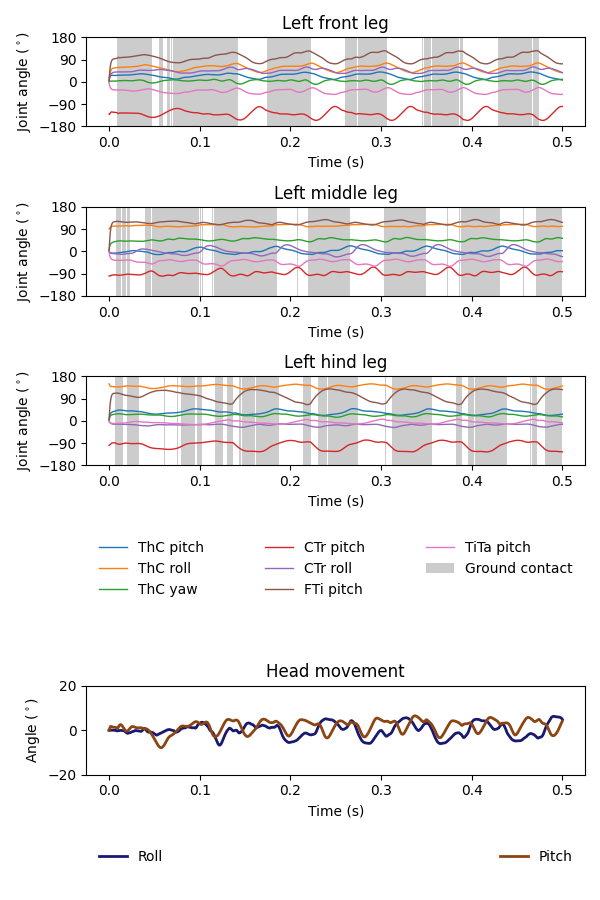 Left front leg
Joint angle (°)
180
90
0
−90
−180
0.0 0.1 0.2 0.3 0.4 0.5
Time (s)
Left middle leg
Joint angle (°)
180
90
0
−90
−180
0.0 0.1 0.2 0.3 0.4 0.5
Time (s)
Left hind leg
Joint angle (°)
180
90
0
−90
−180
0.0 0.1 0.2 0.3 0.4 0.5
Time (s)
ThC pitch CTr pitch TiTa pitch
ThC roll CTr roll Ground contact
ThC yaw FTi pitch
Head movement
Angle (°)
20
0
−20
0.0 0.1 0.2 0.3 0.4 0.5
Time (s)
Roll Pitch